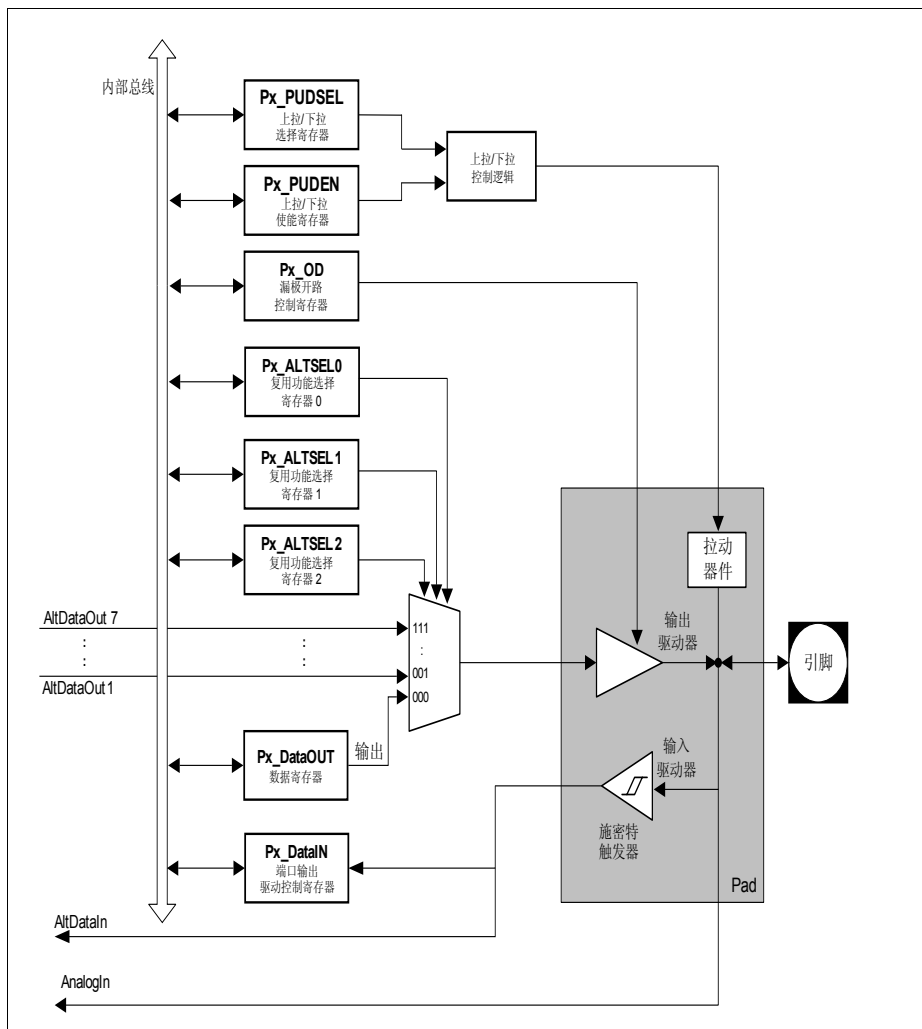 内部总线
Px_PUDSEL
上拉/下拉
选择寄存器
上拉/下拉
控制逻辑
Px_PUDEN
上拉/下拉
使能寄存器
Px_OD
漏极开路
控制寄存器
Px_ALTSEL0
复用功能选择
寄存器 0
Px_ALTSEL1
复用功能选择
寄存器 1
Px_ALTSEL2
复用功能选择
寄存器 2
拉动
器件
AltDataOut 7
111
:
:
:
:
:
AltDataOut 1
001
000
输出
驱动器
引脚
Px_DataOUT
数据寄存器
输出
输入
驱动器
施密特
触发器
Px_DataIN
端口输出
驱动控制寄存器
Pad
AltDataIn
AnalogIn